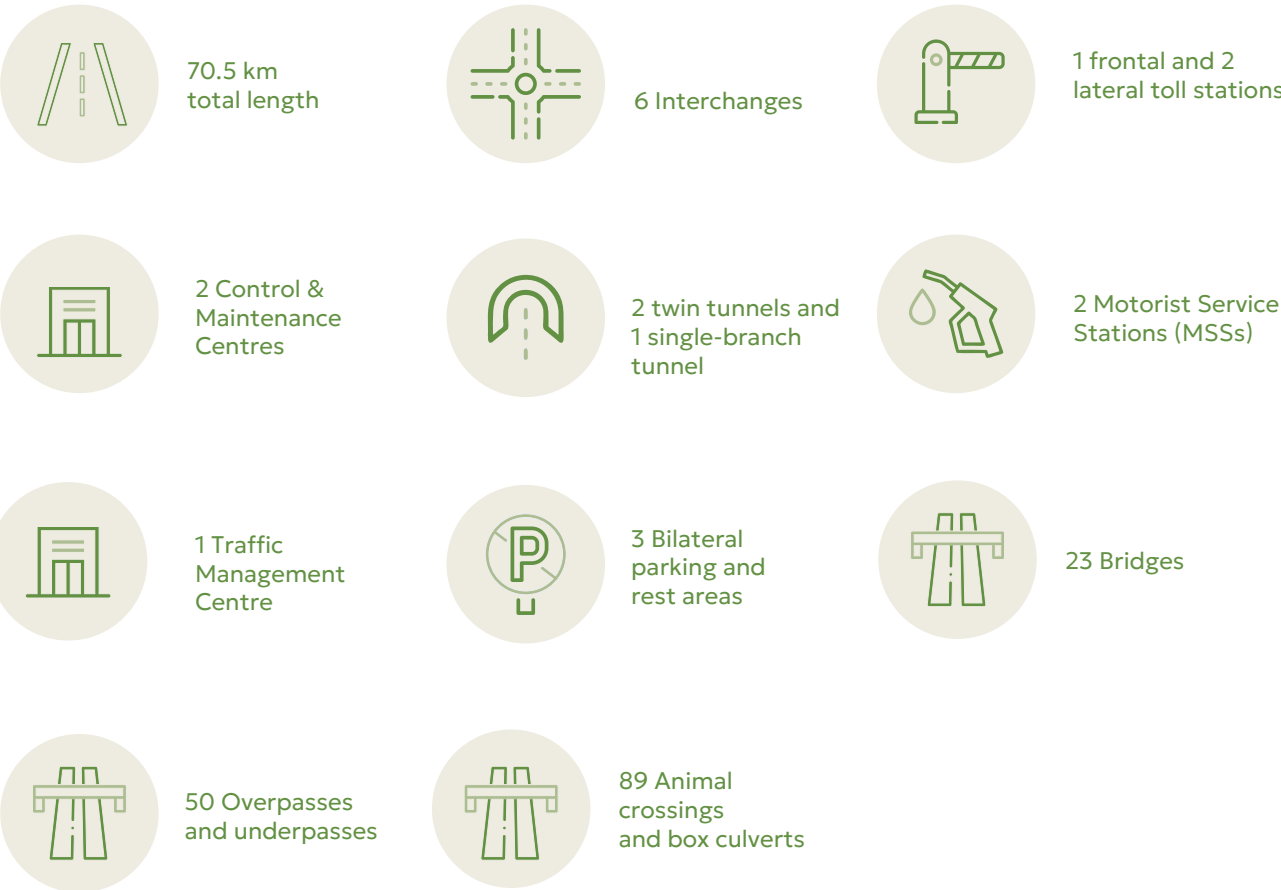 70.5 km
total length
6 Interchanges
1 frontal and 2
lateral toll stations
2 Control &
Maintenance
Centres
2 twin tunnels and
1 single-branch
tunnel
2 Motorist Service
Stations (MSSs)
1 Traffic
Management
Centre
P
3 Bilateral
parking and
rest areas
23 Bridges
50 Overpasses
and underpasses
89 Animal
crossings
and box culverts